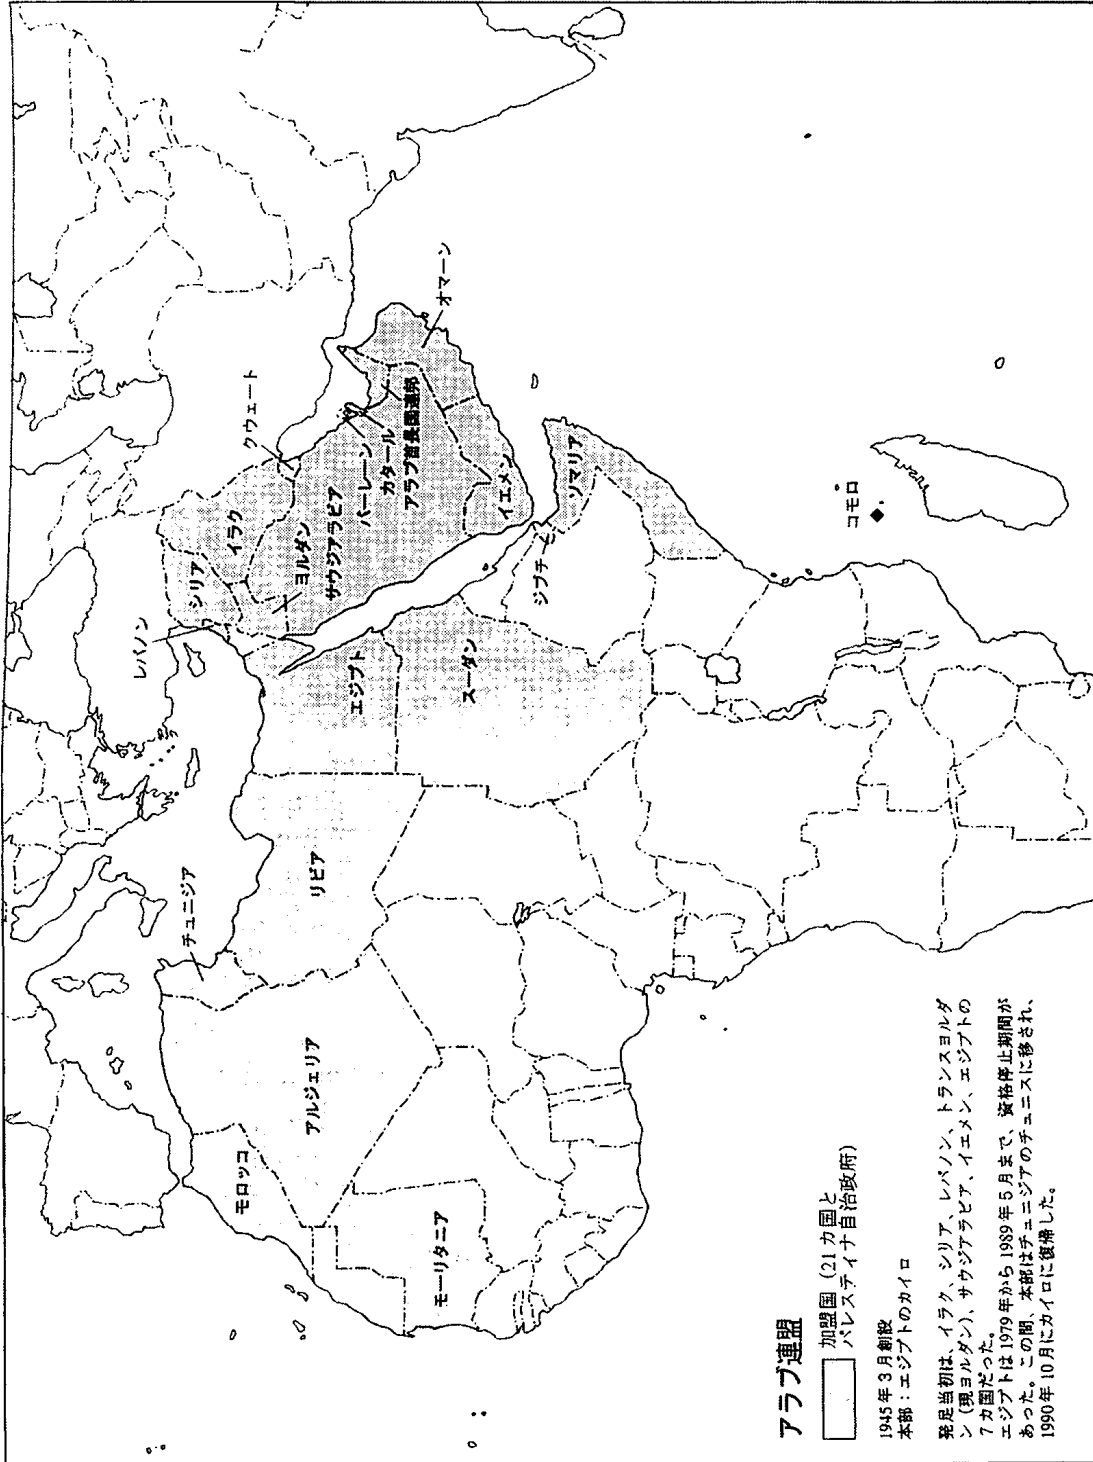 レバノン
シリア
イラク
クウェート
ヨルダン
サウジアラビア
バーレーン
カタール
アラブ首長国連邦
オマーン
イエメン
チュニジア
リビア
エジプト
スーダン
ジブチ
ソマリア
コモロ
モロッコ
アルジェリア
モーリタニア
アラブ連盟
加盟国 (21カ国と
パレスティナ自治政府)
1945年3月創設
本部：エジプトのカイロ
発足当初は、イラク、シリア、レバノン、トランスヨルダ
ン (現ヨルダン)、サウジアラビア、イエメン、エジプトの
7カ国だった。
エジプトは1979年から1989年5月まで、資格停止期間が
あった。この間、本部はチュニジアのチュニスに移され、
1990年10月にカイロに復帰した。